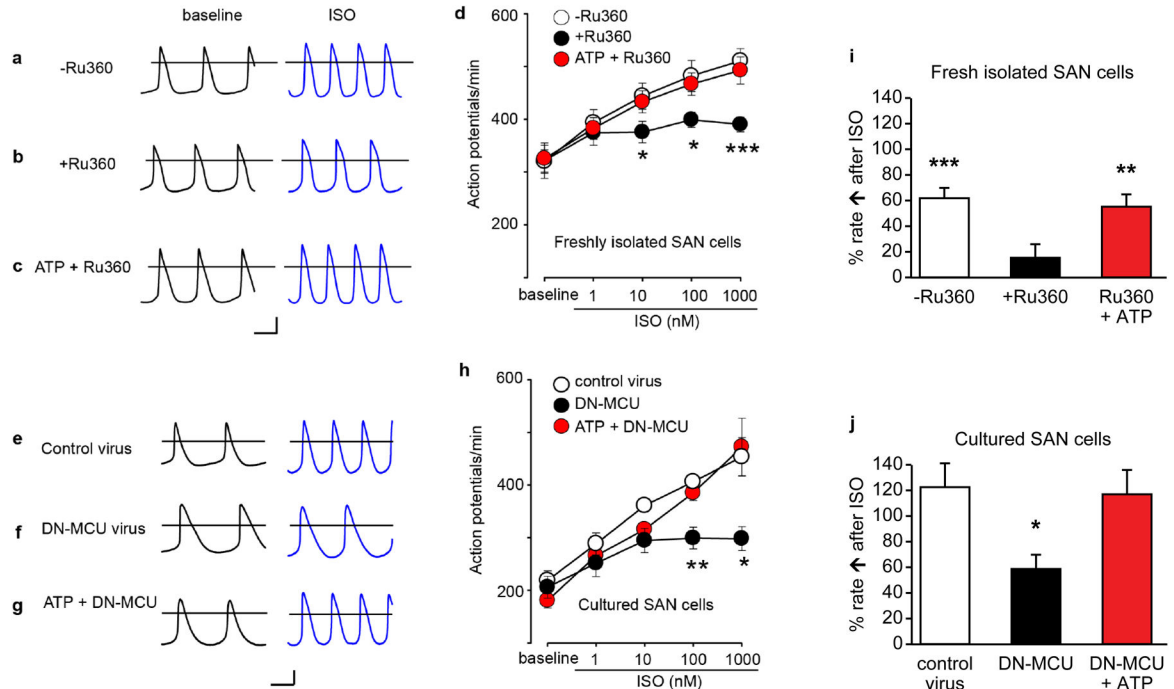 baseline
ISO
a
-Ru360
b
+Ru360
c
ATP + Ru360
d
-Ru360
+Ru360
ATP + Ru360
Action potentials/min
600
400
200
*
*
***
Freshly isolated SAN cells
baseline 1 10 100 1000
ISO (nM)
e
Control virus
f
DN-MCU virus
g
ATP + DN-MCU
h
control virus
DN-MCU
ATP + DN-MCU
Action potentials/min
600
400
200
**
*
Cultured SAN cells
baseline 1 10 100 1000
ISO (nM)
i
Fresh isolated SAN cells
% rate ↑ after ISO
140
120
100
80
60
40
20
0
***
**
-Ru360 +Ru360 Ru360
+ ATP
j
Cultured SAN cells
% rate ↑ after ISO
140
120
100
80
60
40
20
0
*
control DN-MCU DN-MCU
virus + ATP